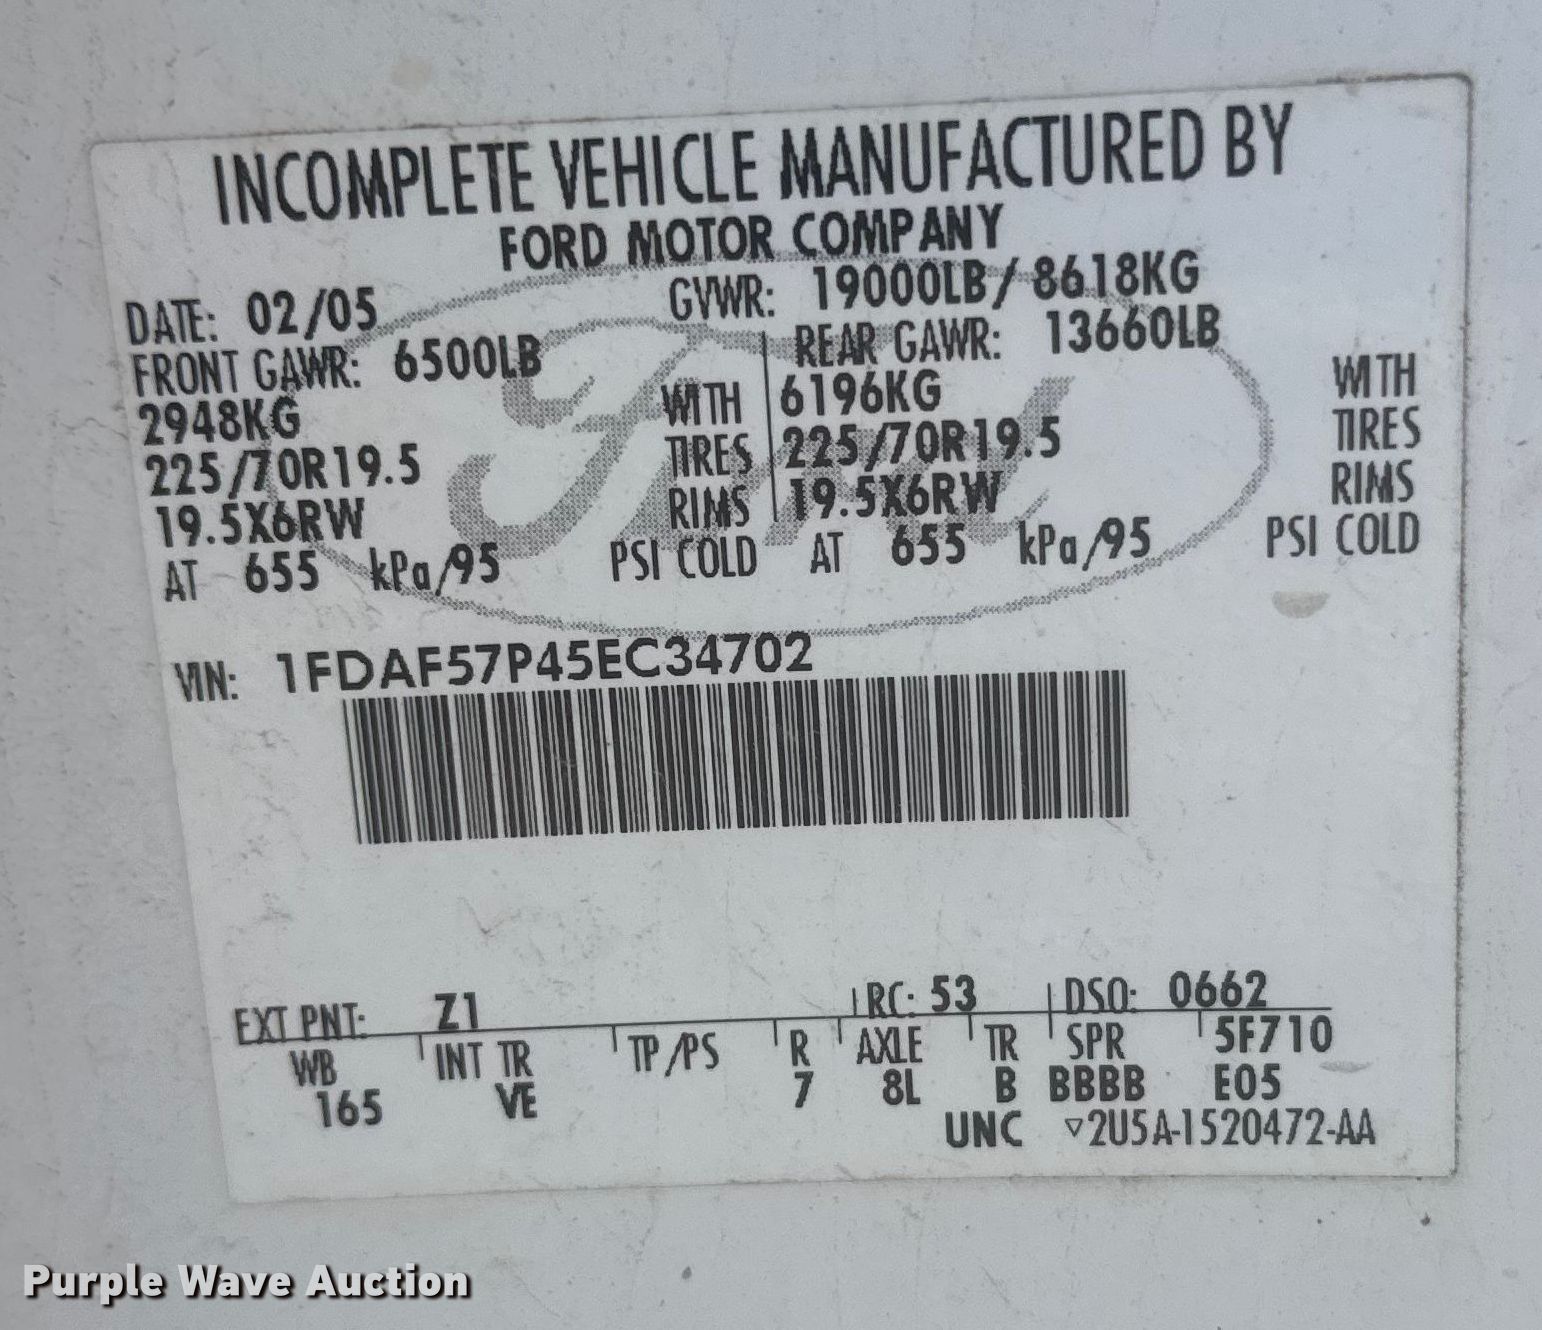 INCOMPLETE VEHICLE MANUFACTURED BY
FORD MOTOR COMPANY
DATE: 02/05 GVWR: 19000LB/ 8618KG
FRONT GAWR: 6500LB REAR GAWR: 13660LB
2948KG WITH 6196KG WITH
225/70R19.5 TIRES 225/70R19.5 TIRES
19.5X6RW RIMS 19.5X6RW RIMS
AT 655 kPa/95 PSI COLD AT 655 kPa/95 PSI COLD
VIN: 1FDAF57P45EC34702
EXT PNT: Z1 RC: 53 DSO: 0662
WB INT TR TP/PS R AXLE TR SPR 5F710
165 VE 7 8L B BBBB E05
UNC ▽2U5A-1520472-AA
Purple Wave Auction